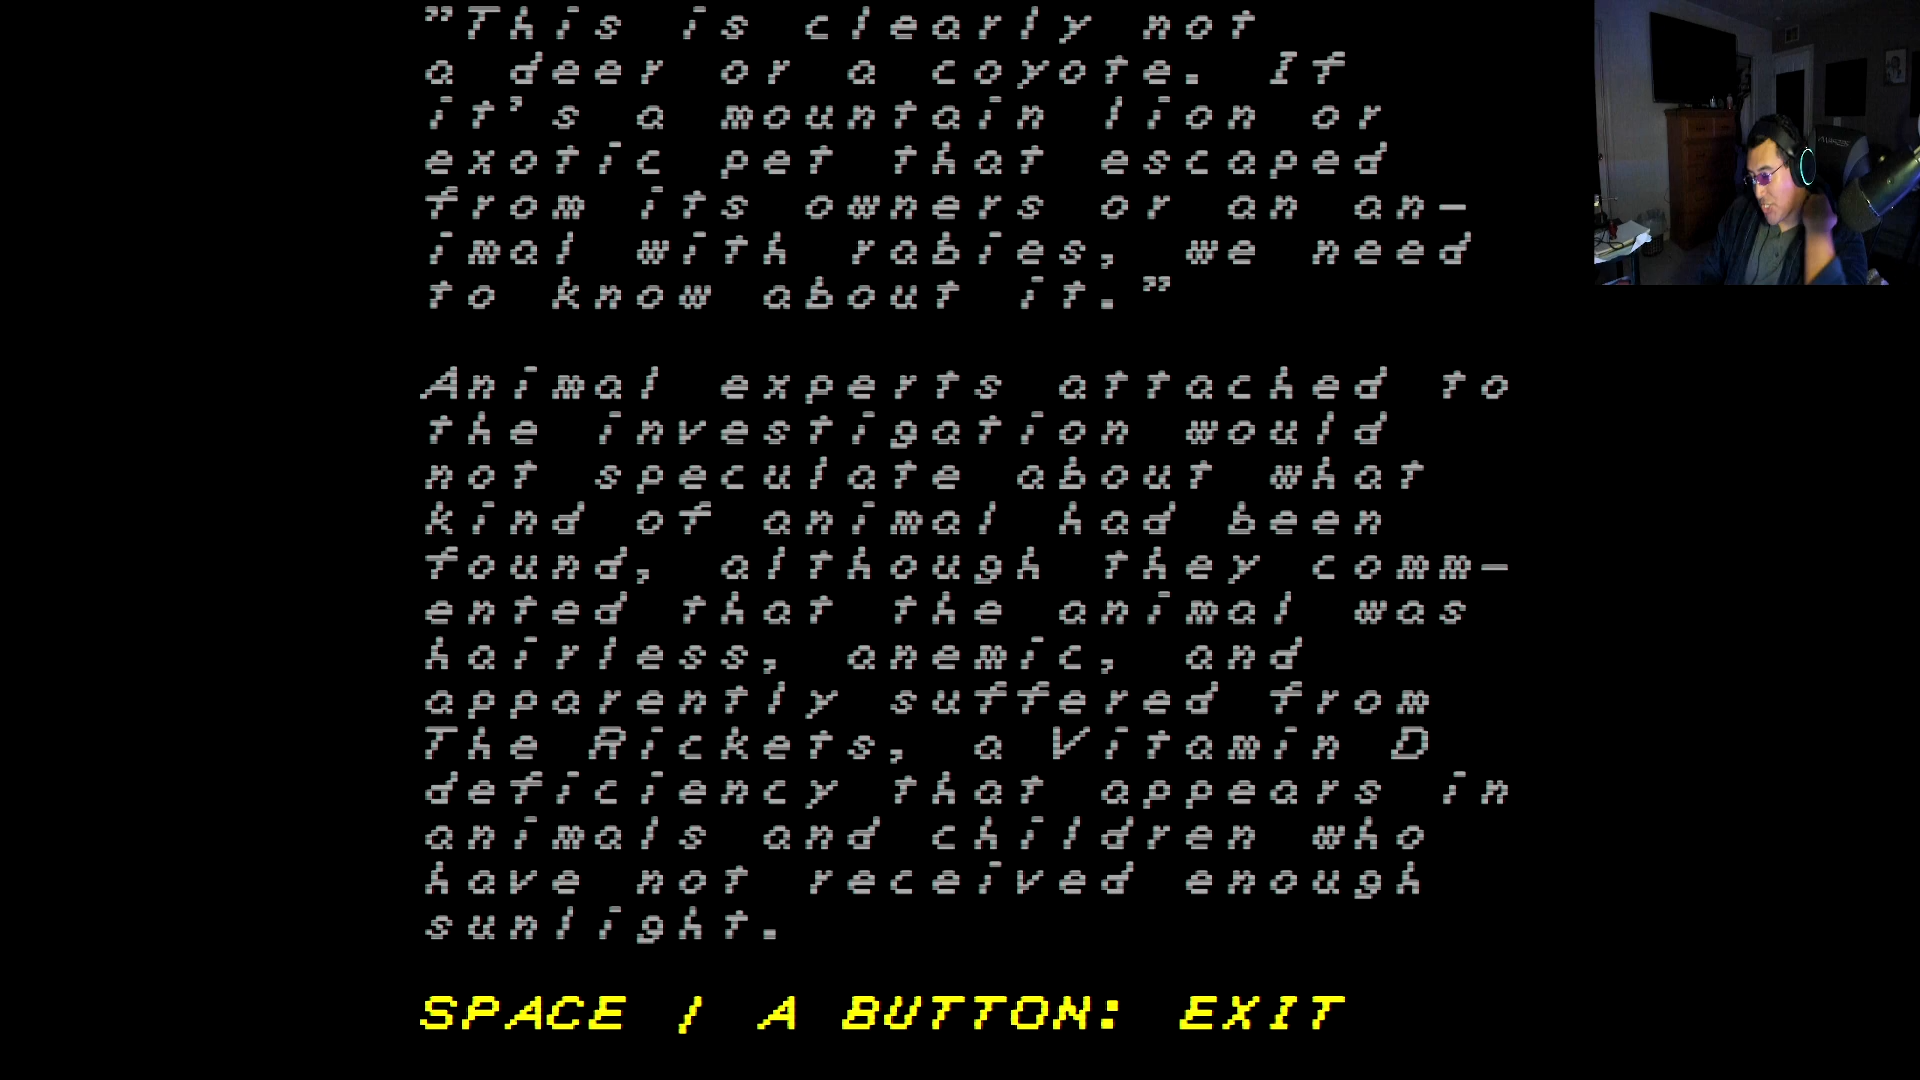 "This is clearly not
a deer or a coyote. If
it's a mountain lion or
exotic pet that escaped
from its owners or an an-
imal with rabies, we need
to know about it."
Animal experts attached to
the investigation would
not speculate about what
kind of animal had been
found, although they comm-
ented that the animal was
hairless, anemic, and
apparently suffered from
The Rickets, a Vitamin D
deficiency that appears in
animals and children who
have not received enough
sunlight.
SPACE / A BUTTON: EXIT